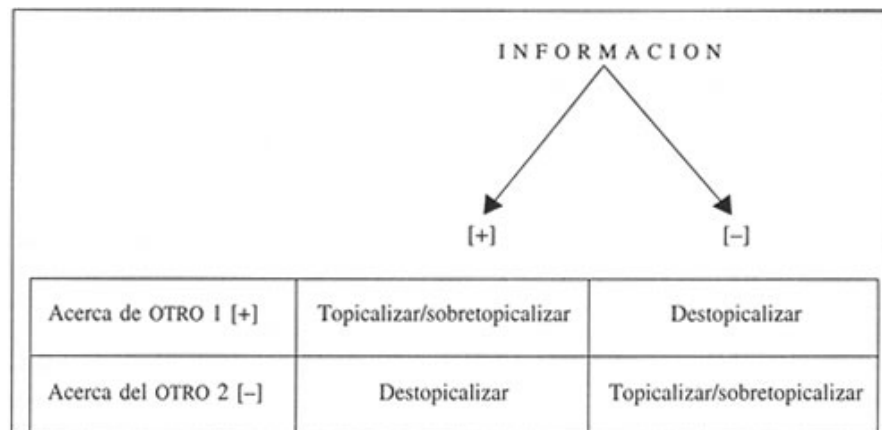 INFORMACION
[+] [–]
Acerca de OTRO 1 [+] Topicalizar/sobretopicalizar Destopicalizar
Acerca del OTRO 2 [–] Destopicalizar Topicalizar/sobretopicalizar